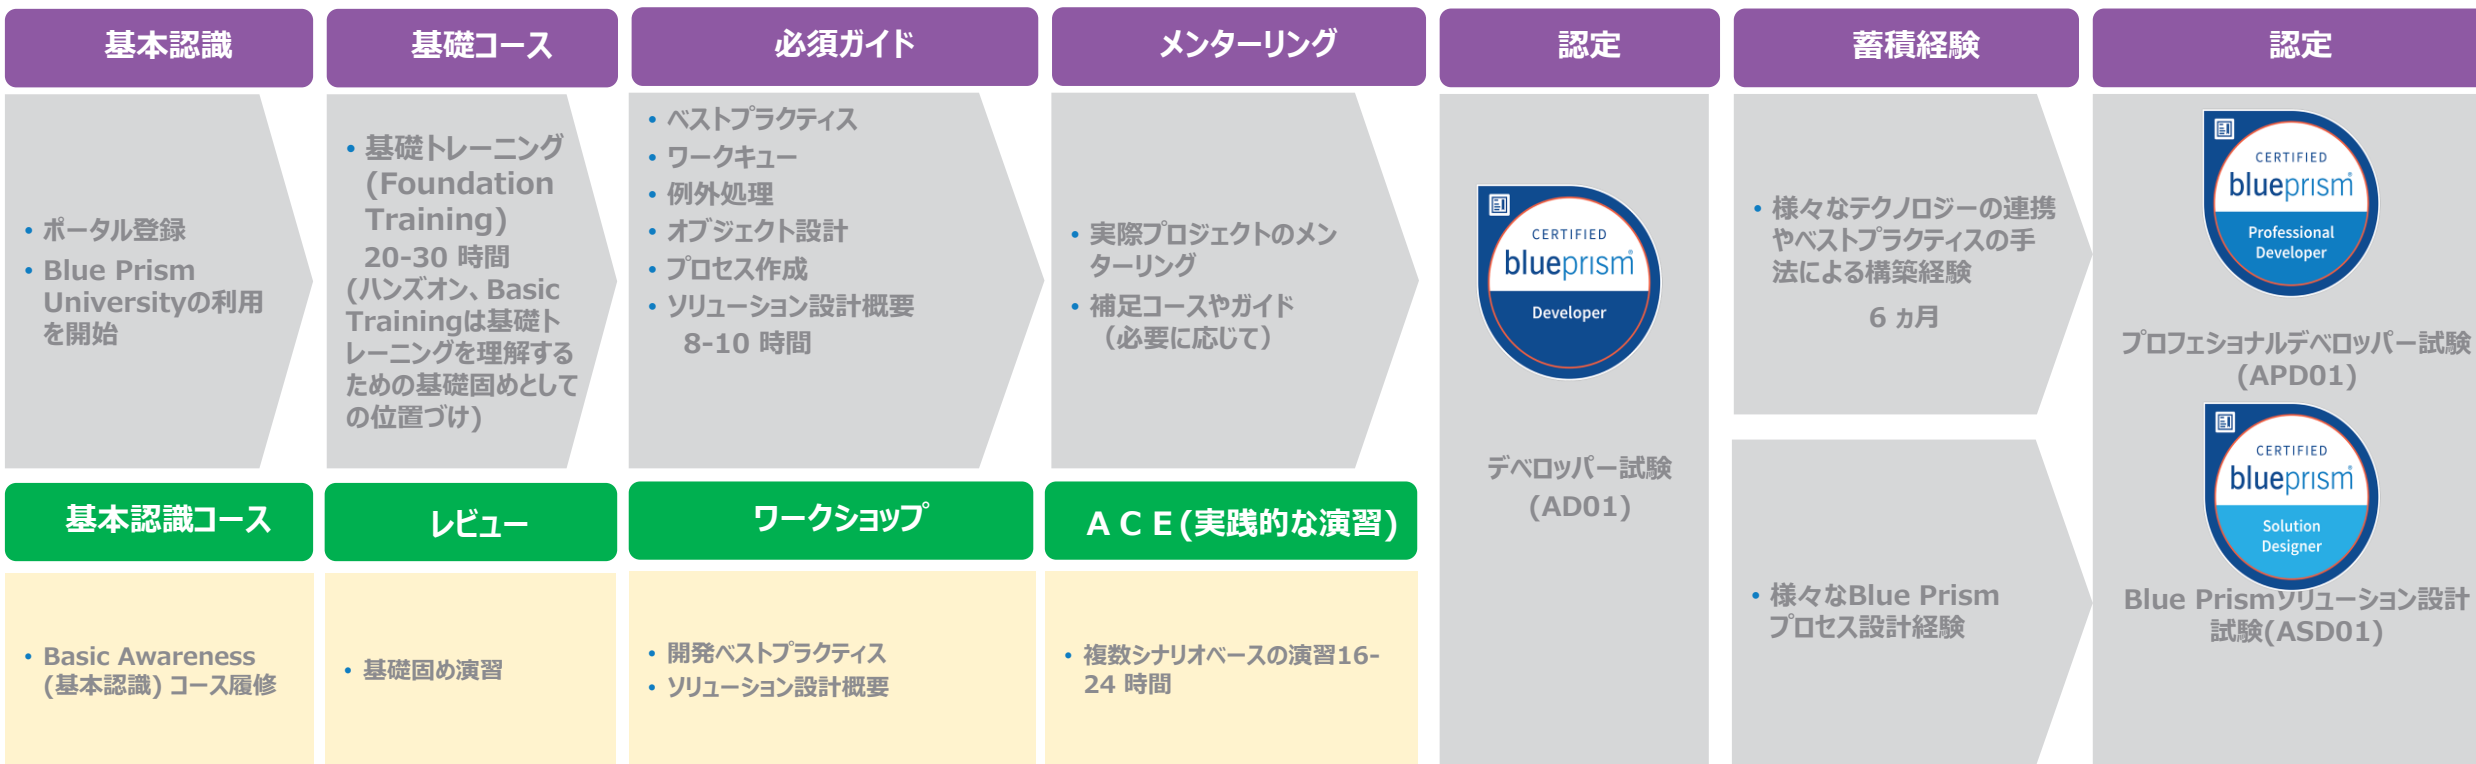 基本認識
基礎コース
必須ガイド
メンターリング
認定
蓄積経験
認定
• ポータル登録
• Blue Prism
Universityの利用
を開始
• 基礎トレーニング
(Foundation
Training)
20-30 時間
(ハンズオン、Basic
Trainingは基礎ト
レーニングを理解する
ための基礎固めとして
の位置づけ)
• ベストプラクティス
• ワークキュー
• 例外処理
• オブジェクト設計
• プロセス作成
• ソリューション設計概要
8-10 時間
• 実際プロジェクトのメン
ターリング
• 補足コースやガイド
（必要に応じて）
CERTIFIED
blueprism
Developer
デベロッパー試験
(AD01)
• 様々なテクノロジーの連携
やベストプラクティスの手
法による構築経験
6 ヵ月
• 様々なBlue Prism
プロセス設計経験
CERTIFIED
blueprism
Professional
Developer
プロフェショナルデベロッパー試験
(APD01)
CERTIFIED
blueprism
Solution
Designer
Blue Prismソリューション設計
試験(ASD01)
基本認識コース
レビュー
ワークショップ
ＡＣＥ(実践的な演習)
• Basic Awareness
(基本認識) コース履修
• 基礎固め演習
• 開発ベストプラクティス
• ソリューション設計概要
• 複数シナリオベースの演習16-
24 時間